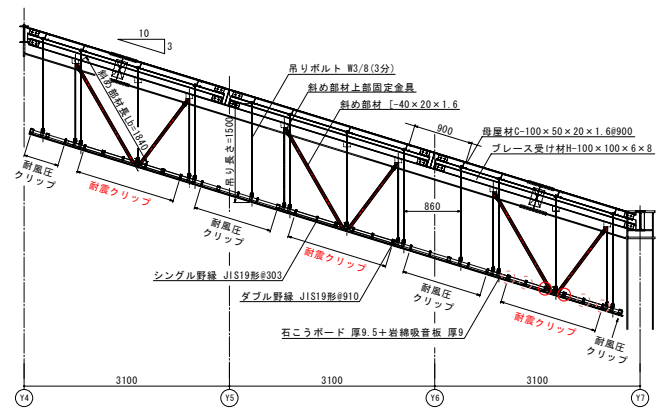 10
3
吊りボルト W3/8(3分)
斜め部材上部固定金具
斜め部材 [-40×20×1.6
900
母屋材C-100×50×20×1.6@900
ブレース受け材H-100×100×6×8
斜め部材長Lb=1840
吊り長さ=1500
860
耐風圧
クリップ
耐震クリップ
耐風圧
クリップ
耐震クリップ
耐風圧
クリップ
耐震クリップ
耐風圧
クリップ
シングル野縁 JIS19形@303
ダブル野縁 JIS19形@910
石こうボード 厚9.5+岩綿吸音板 厚9
3100
3100
3100
Y4
Y5
Y6
Y7